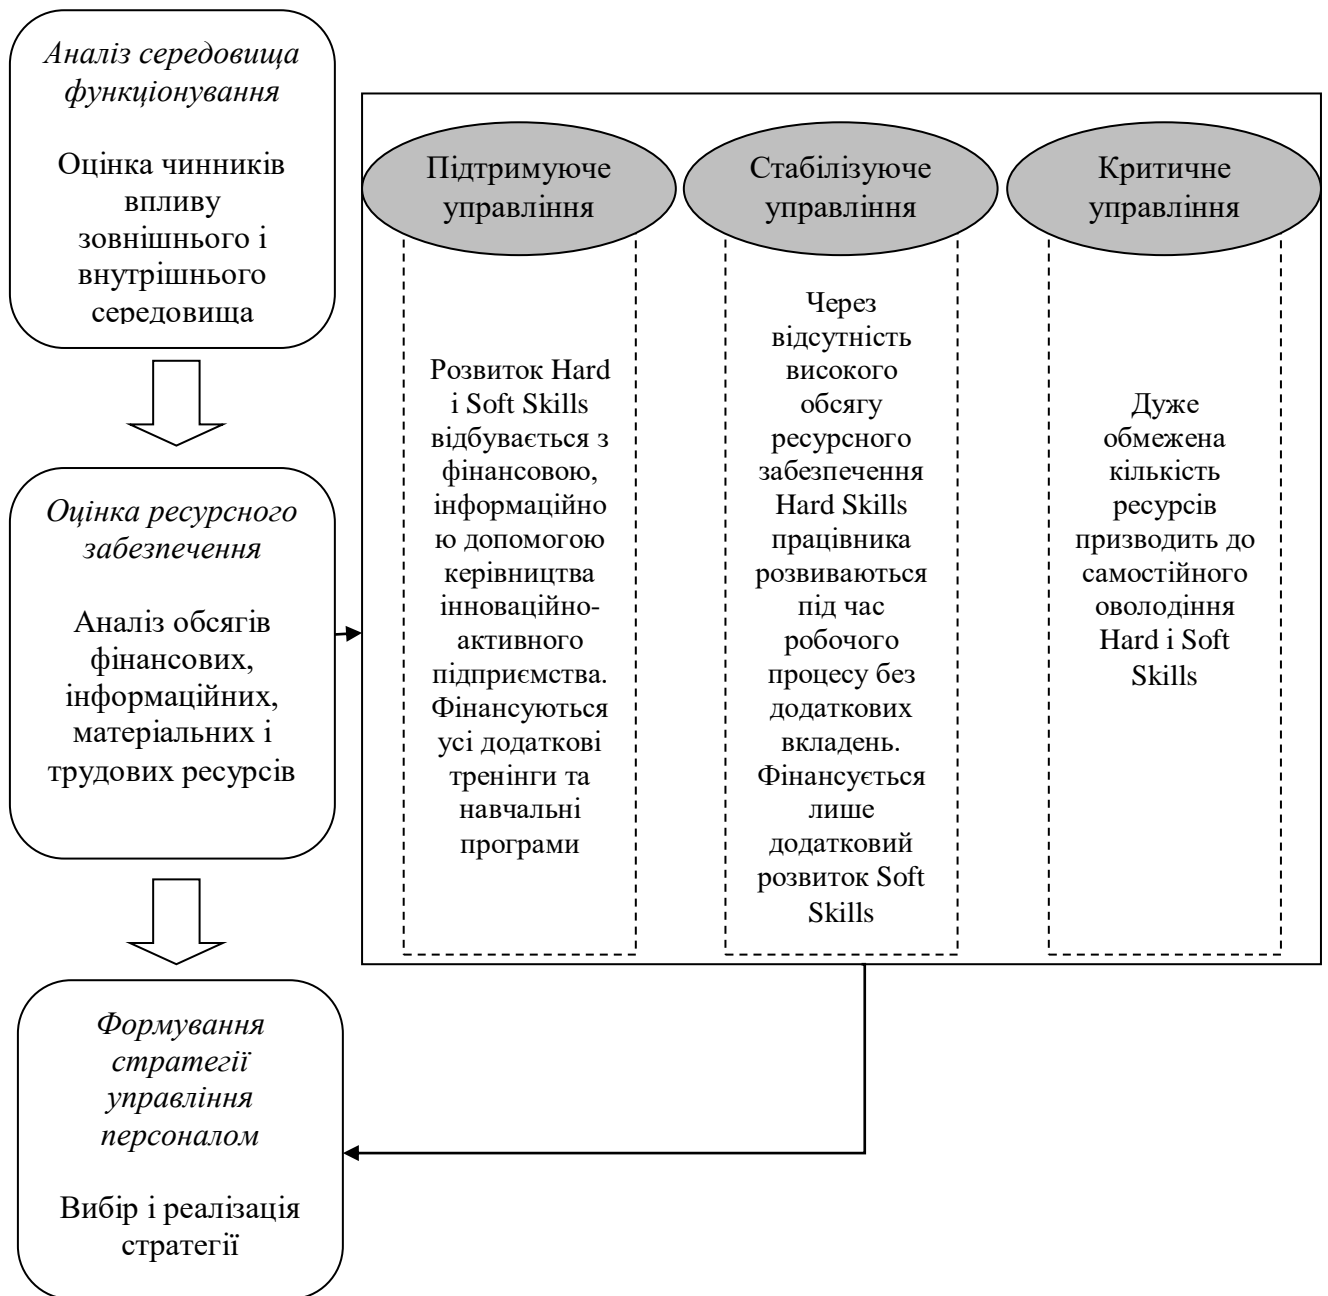 Аналіз середовища
функціонування
Оцінка чинників
впливу
зовнішнього і
внутрішнього
середовища
Оцінка ресурсного
забезпечення
Аналіз обсягів
фінансових,
інформаційних,
матеріальних і
трудових ресурсів
Підтримуюче
управління
Розвиток Hard
і Soft Skills
відбувається з
фінансовою,
інформаційно
ю допомогою
керівництва
інноваційно-
активного
підприємства.
Фінансуються
усі додаткові
тренінги та
навчальні
програми
Стабілізуюче
управління
Через
відсутність
високого
обсягу
ресурсного
забезпечення
Hard Skills
працівника
розвиваються
під час
робочого
процесу без
додаткових
вкладень.
Фінансується
лише
додатковий
розвиток Soft
Skills
Критичне
управління
Дуже
обмежена
кількість
ресурсів
призводить до
самостійного
оволодіння
Hard і Soft
Skills
Формування
стратегії
управління
персоналом
Вибір і реалізація
стратегії